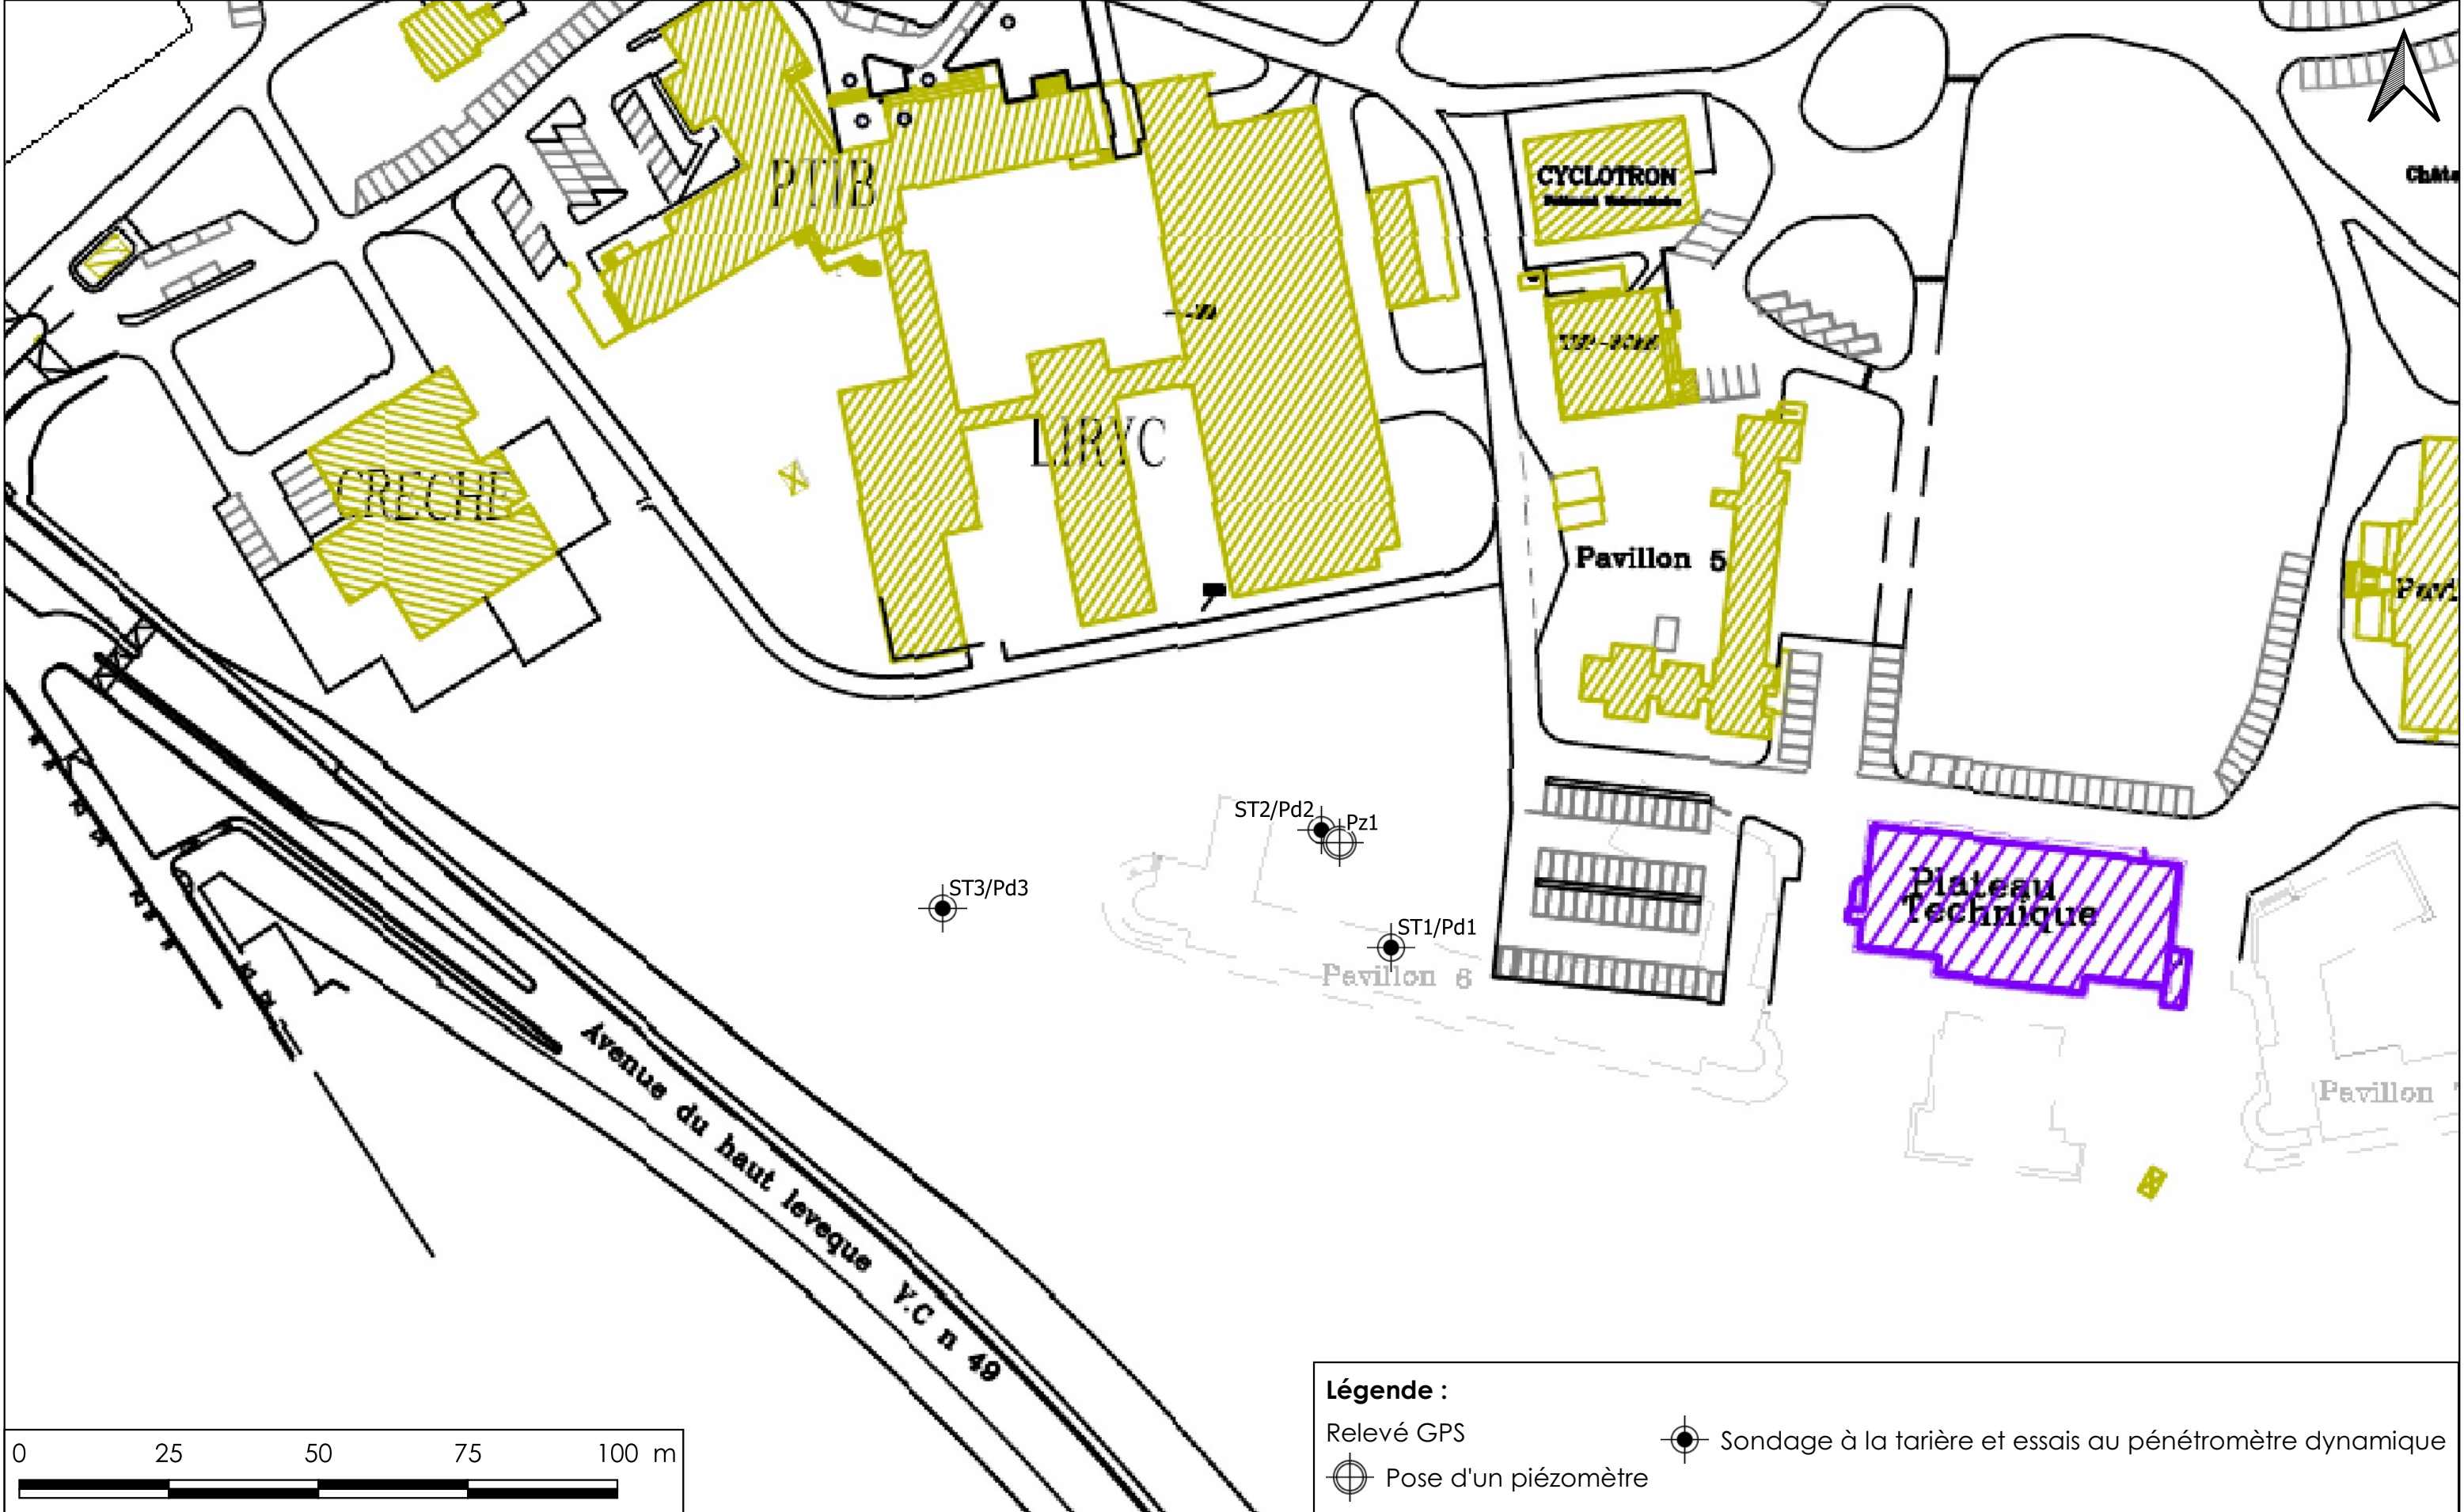 PTIB
CYCLOTRON
Châte
LIRYC
CRECHE
Pavillon 5
Pavi
ST2/Pd2
Pz1
ST3/Pd3
ST1/Pd1
Plateau
Technique
Pavillon 6
Pavillon
Avenue du haut leveque V.C n 49
Légende :
Relevé GPS
Sondage à la tarière et essais au pénétromètre dynamique
Pose d'un piézomètre
0 25 50 75 100 m